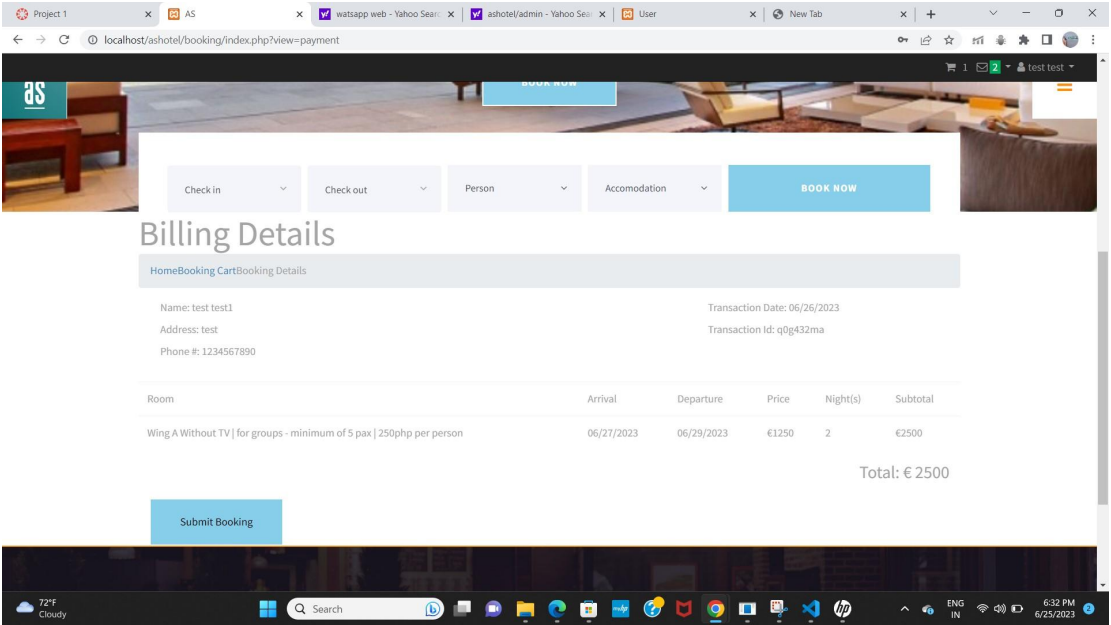 Project 1 AS watsapp web - Yahoo Searc ashotel/admin - Yahoo Sear User New Tab
localhost/ashotel/booking/index.php?view=payment
1 2 test test
as BOOK NOW
Check in Check out Person Accomodation BOOK NOW
Billing Details
HomeBooking CartBooking Details
Name: test test1 Transaction Date: 06/26/2023
Address: test Transaction Id: q0g432ma
Phone #: 1234567890
Room Arrival Departure Price Night(s) Subtotal
Wing A Without TV | for groups - minimum of 5 pax | 250php per person 06/27/2023 06/29/2023 €1250 2 €2500
Total: € 2500
Submit Booking
72°F
Cloudy
Search
ENG
IN
6:32 PM
6/25/2023
2